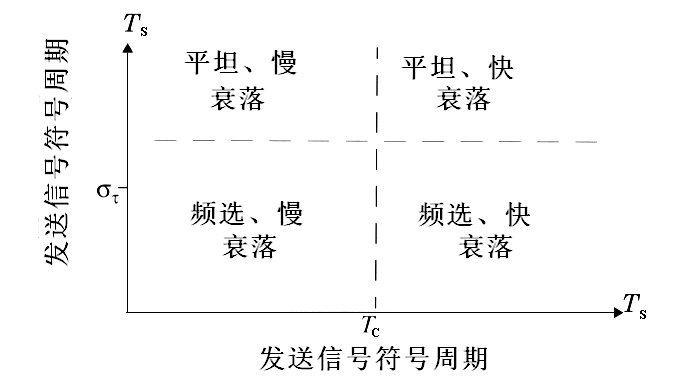 Ts
发送信号符号周期
平坦、慢
衰落
平坦、快
衰落
στ
频选、慢
衰落
频选、快
衰落
Tc
Ts
发送信号符号周期